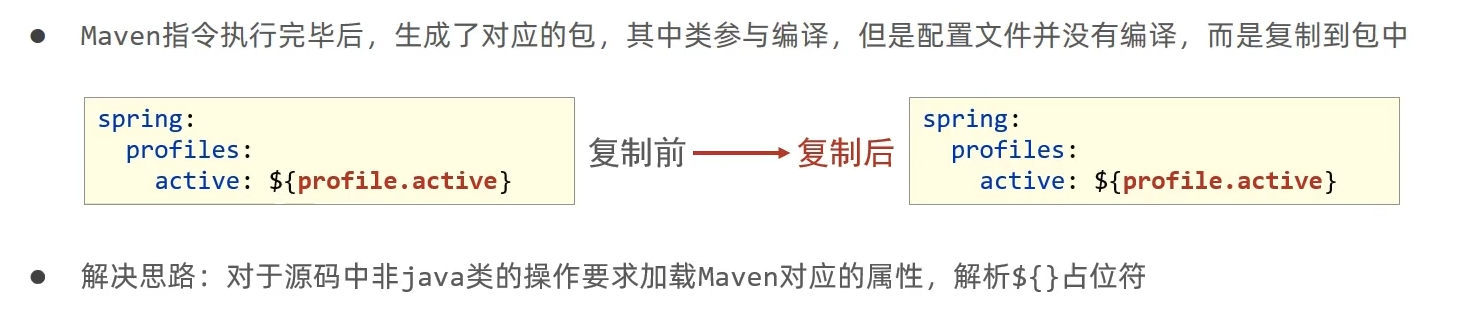 ● Maven指令执行完毕后，生成了对应的包，其中类参与编译，但是配置文件并没有编译，而是复制到包中
spring:
  profiles:
    active: ${profile.active}
复制前
复制后
spring:
  profiles:
    active: ${profile.active}
● 解决思路：对于源码中非java类的操作要求加载Maven对应的属性，解析${}占位符